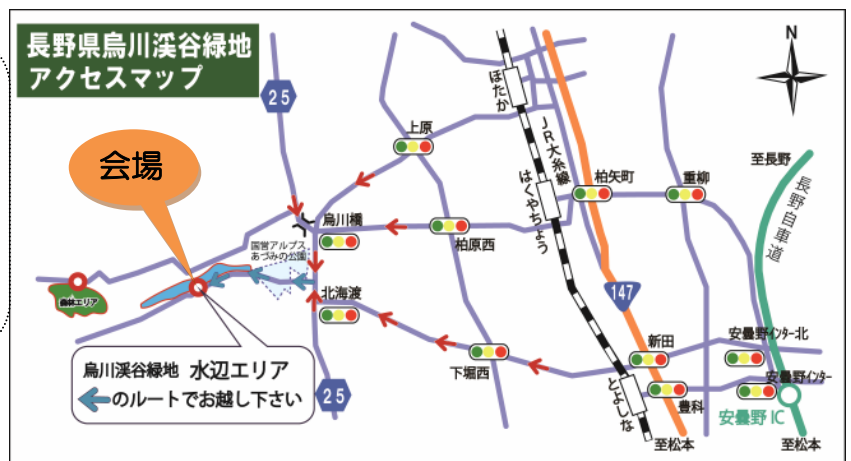 長野県烏川渓谷緑地
アクセスマップ
N
25
会場
上原
ほたか
JR大糸線
はくやちょう
柏矢町
重柳
至長野
長野自車道
烏川橋
柏原西
国営アルプス
あづみの公園
北海渡
森林エリア
147
新田
安曇野インター北
下堀西
烏川渓谷緑地 水辺エリア
のルートでお越し下さい
25
とよしな
豊科
安曇野インター
安曇野 IC
至松本
至松本